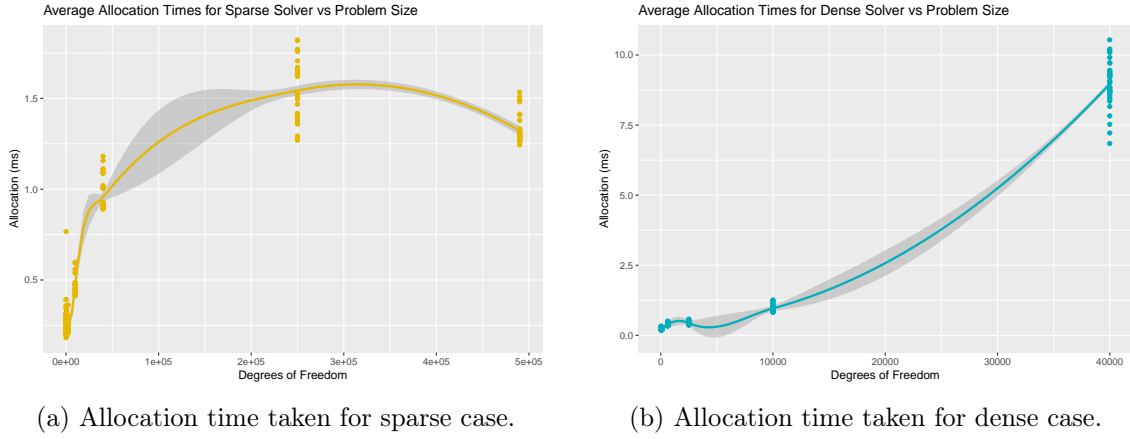 Average Allocation Times for Sparse Solver vs Problem Size
Allocation (ms)
1.5
1.0
0.5
0e+00 1e+05 2e+05 3e+05 4e+05 5e+05
Degrees of Freedom
(a) Allocation time taken for sparse case.
Average Allocation Times for Dense Solver vs Problem Size
Allocation (ms)
10.0
7.5
5.0
2.5
0.0
0 10000 20000 30000 40000
Degrees of Freedom
(b) Allocation time taken for dense case.